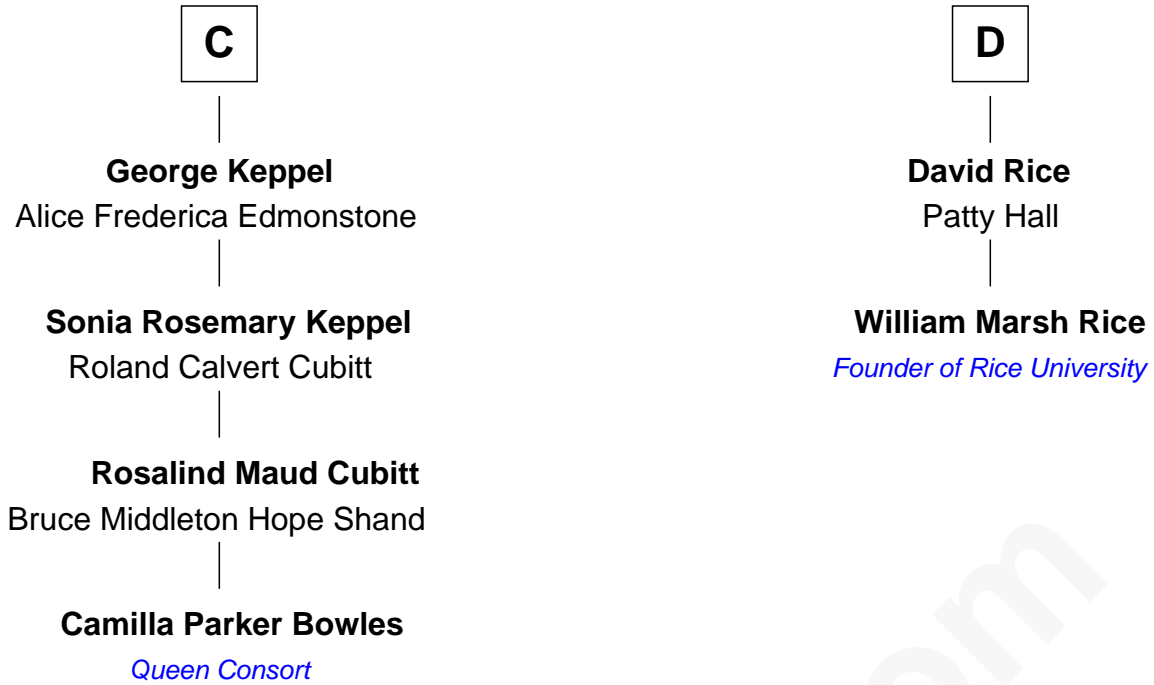 C
George Keppel
Alice Frederica Edmonstone
Sonia Rosemary Keppel
Roland Calvert Cubitt
Rosalind Maud Cubitt
Bruce Middleton Hope Shand
Camilla Parker Bowles
Queen Consort
D
David Rice
Patty Hall
William Marsh Rice
Founder of Rice University
om